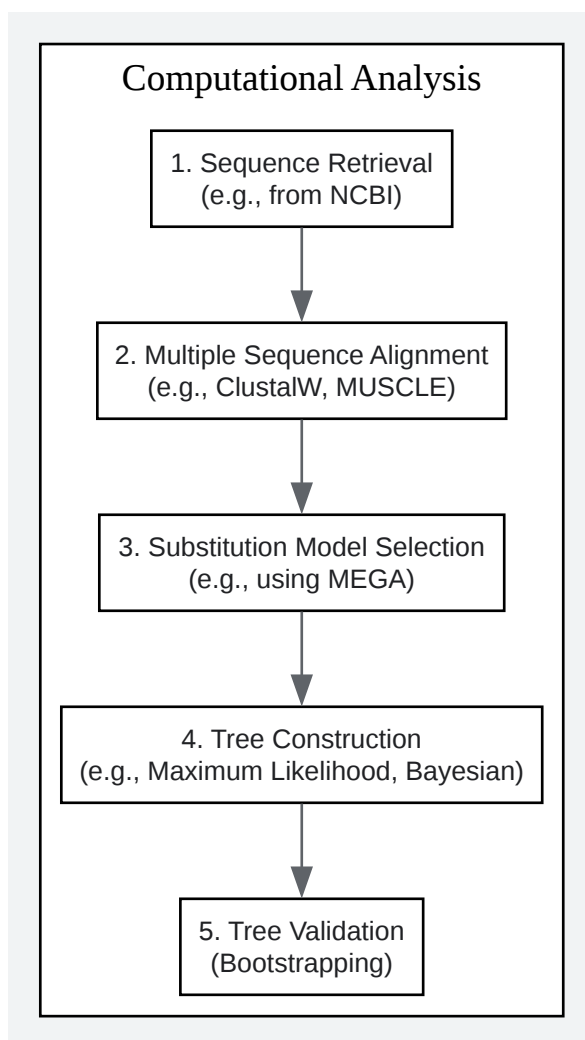 Computational Analysis
1. Sequence Retrieval
(e.g., from NCBI)
2. Multiple Sequence Alignment
(e.g., ClustalW, MUSCLE)
3. Substitution Model Selection
(e.g., using MEGA)
4. Tree Construction
(e.g., Maximum Likelihood, Bayesian)
5. Tree Validation
(Bootstrapping)